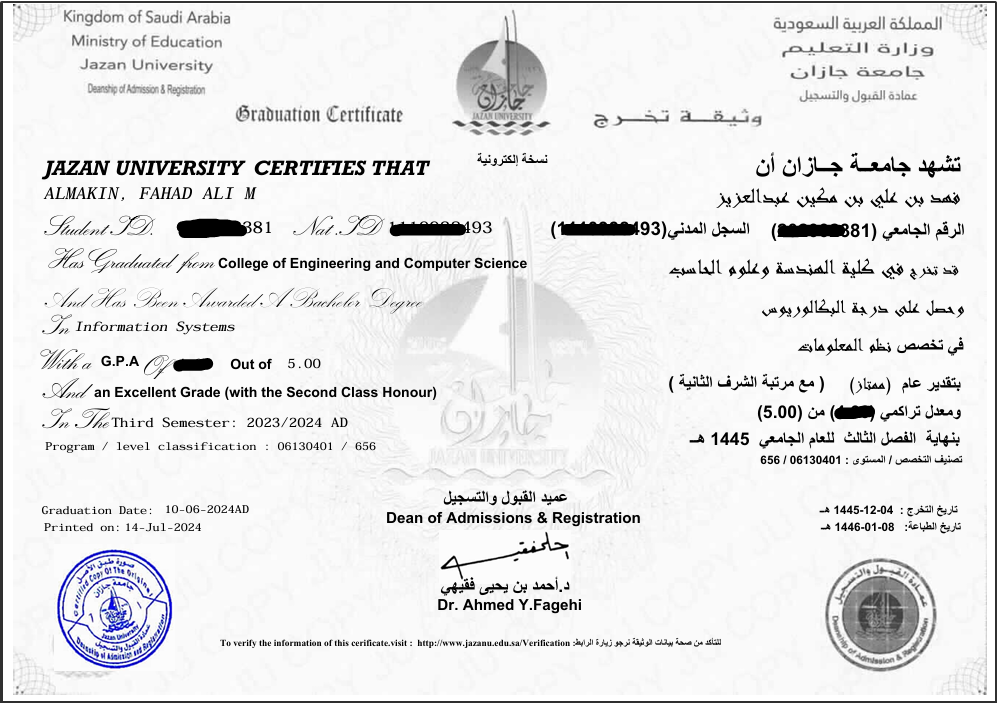 Kingdom of Saudi Arabia
Ministry of Education
Jazan University
Deanship of Admission & Registration
Graduation Certificate
جازان
JAZAN UNIVERSITY
نسخة إلكترونية
المملكة العربية السعودية
وزارة التعليم
جامعة جازان
عمادة القبول والتسجيل
وثيقة تخرج
JAZAN UNIVERSITY CERTIFIES THAT
ALMAKIN, FAHAD ALI M
Student ID. 381 Nat. ID 493
Has Graduated from College of Engineering and Computer Science
And Has Been Awarded A Bachelor Degree
In Information Systems
With a G.P.A Of Out of 5.00
And an Excellent Grade (with the Second Class Honour)
In The Third Semester: 2023/2024 AD
Program / level classification : 06130401 / 656
تشهد جامعة جازان أن
فهد بن علي بن مكين عبدالعزيز
الرقم الجامعي (381) السجل المدني (493)
قد تخرج في كلية الهندسة وعلوم الحاسب
وحصل على درجة البكالوريوس
في تخصص نظم المعلومات
بتقدير عام (ممتاز) (مع مرتبة الشرف الثانية )
ومعدل تراكمي من (5.00)
بنهاية الفصل الثالث للعام الجامعي 1445 هـ
تصنيف التخصص / المستوى : 06130401 / 656
جازان
JAZAN UNIVERSITY
Graduation Date: 10-06-2024AD
Printed on: 14-Jul-2024
تاريخ التخرج : 04-12-1445 هـ
تاريخ الطباعة: 08-01-1446 هـ
عميد القبول والتسجيل
Dean of Admissions & Registration
د.أحمد بن يحيى فقيهي
Dr. Ahmed Y.Fagehi
صورة طبق الأصل
Certified Copy Of The Original
جامعة جازان
Jazan University
عمادة القبول والتسجيل
Deanship of Admission and Registration
عمادة القبول والتسجيل
Deanship of Admission & Registration
To verify the information of this cerificate.visit : http://www.jazanu.edu.sa/Verification :للتأكد من صحة بيانات الوثيقة نرجو زيارة الرابط